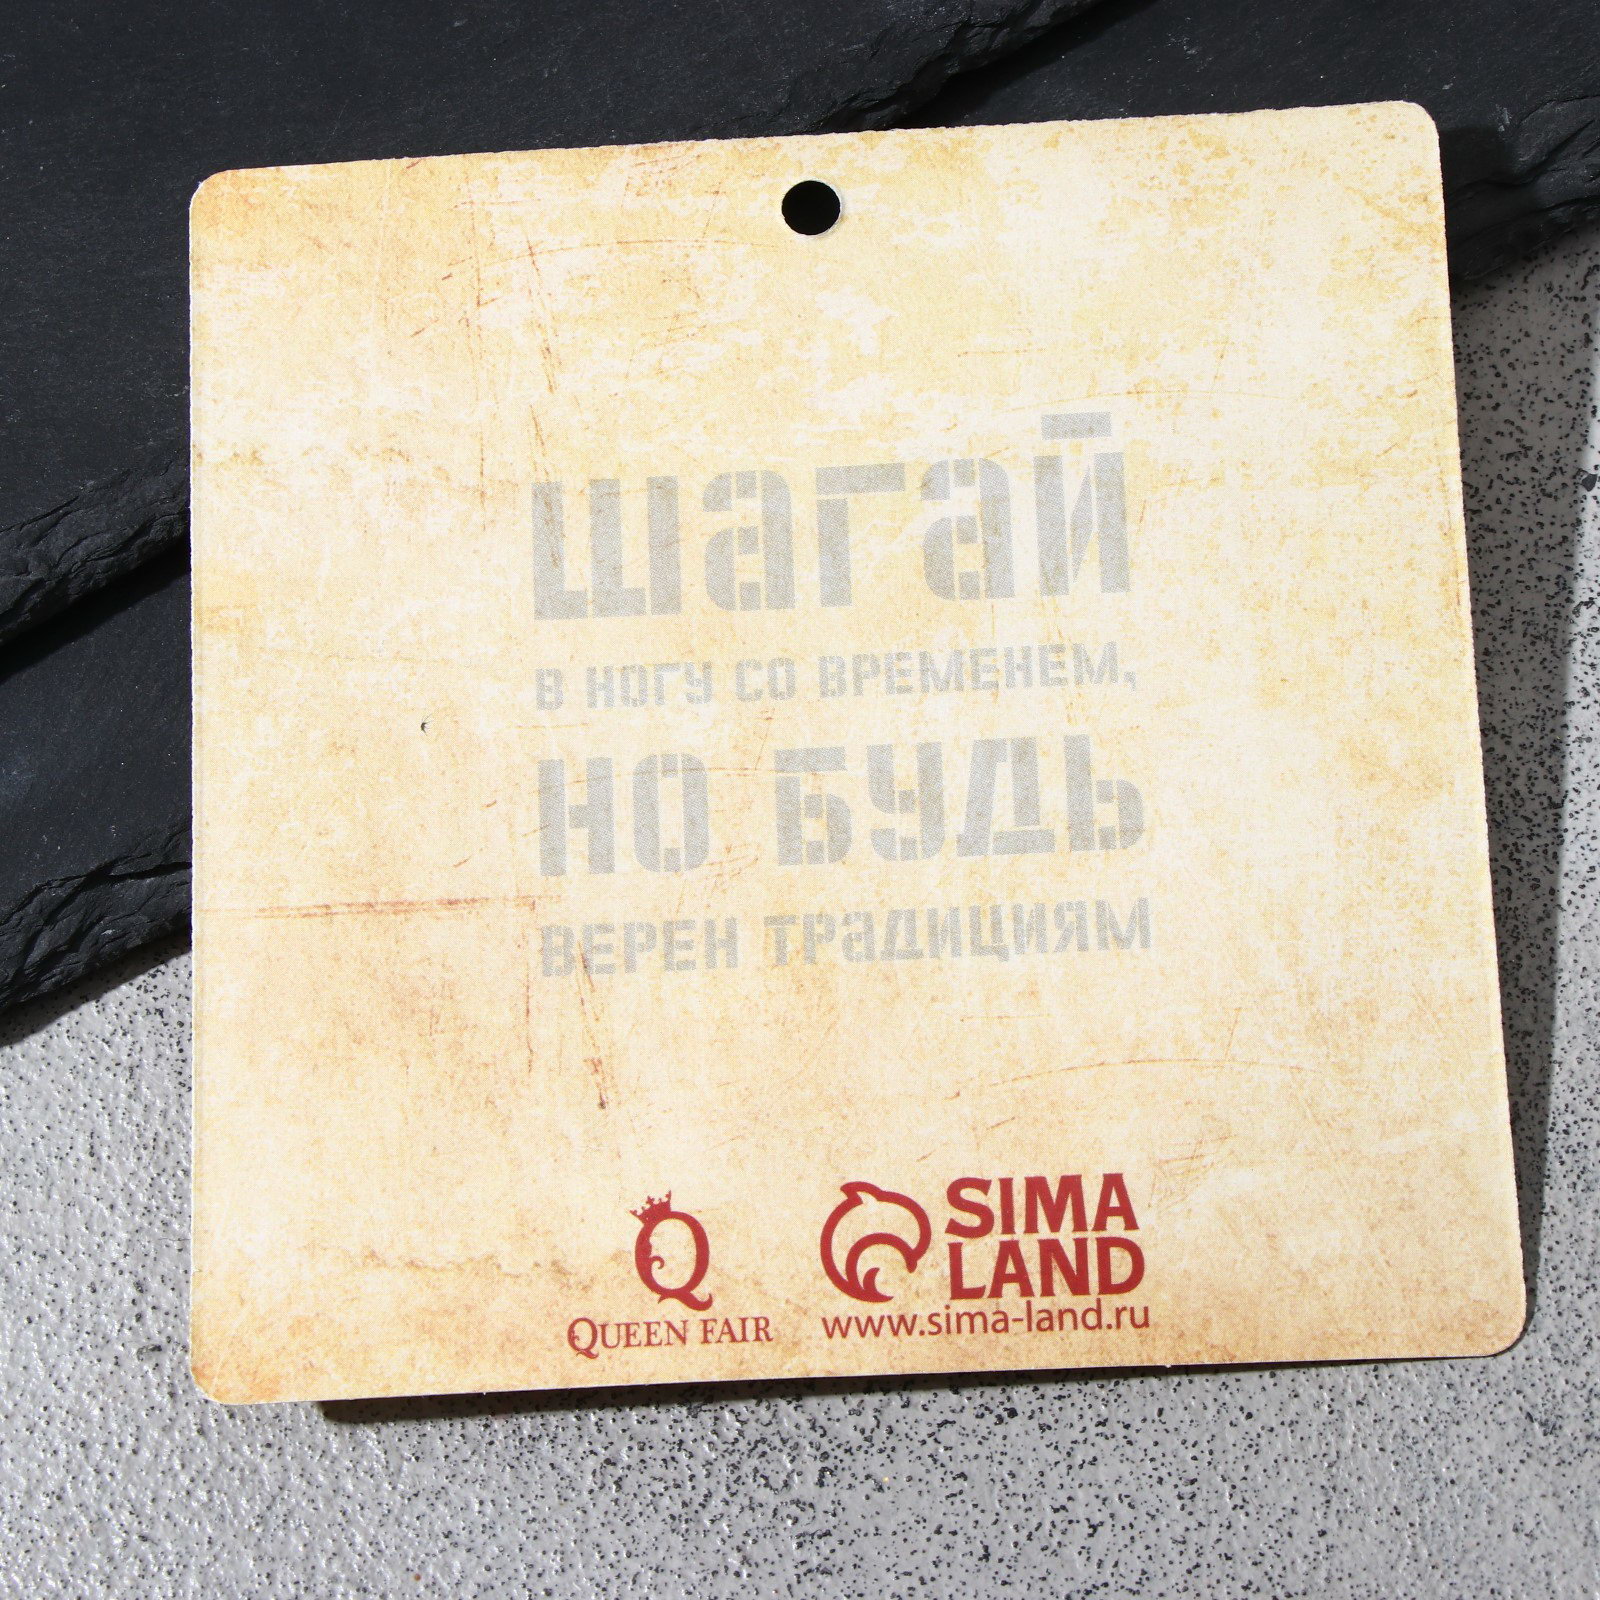 ШАГАЙ
В НОГУ СО ВРЕМЕНЕМ,
НО БУДЬ
ВЕРЕН ТРАДИЦИЯМ
SIMA
LAND
QUEEN FAIR
www.sima-land.ru